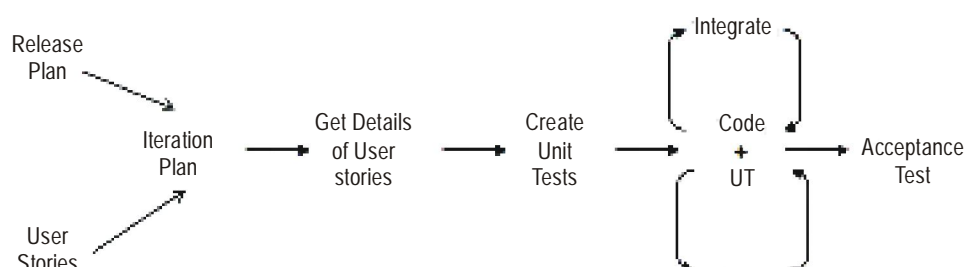 Release
Plan
User
Stories
Iteration
Plan
Get Details
of User
stories
Create
Unit
Tests
Integrate
Code
+
UT
Acceptance
Test